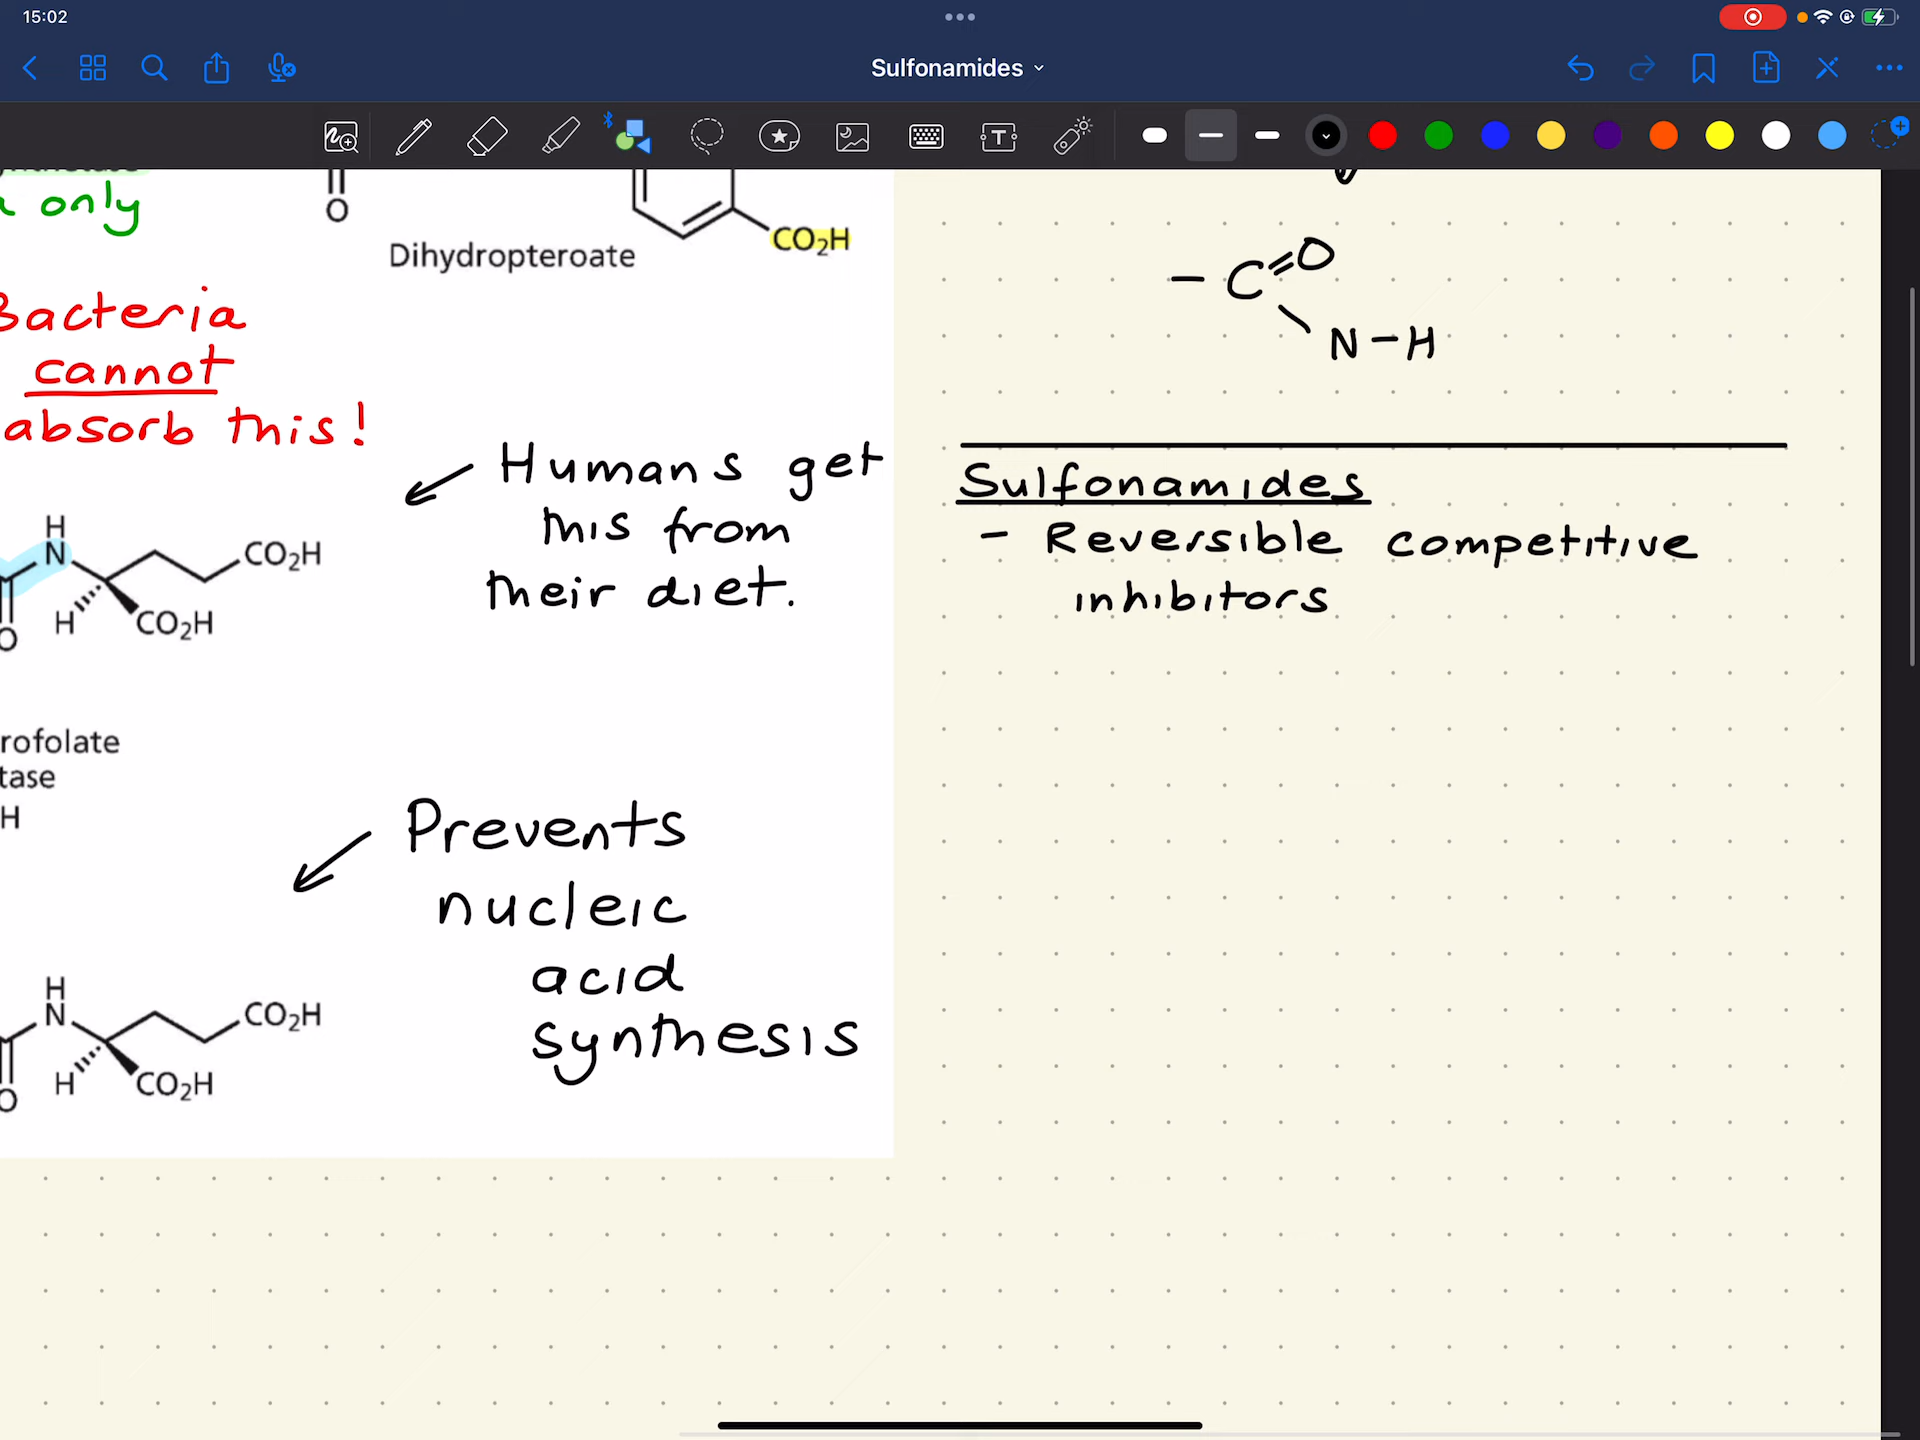 15:02
Sulfonamides
only
O
Dihydropteroate
CO₂H
Bacteria
cannot
absorb this!
Humans get
this from
their diet.
H
N
CO₂H
H
CO₂H
O
rofolate
tase
H
Prevents
nucleic
acid
synthesis
H
N
CO₂H
H
CO₂H
O
- C=O
N-H
Sulfonamides
- Reversible competitive
inhibitors